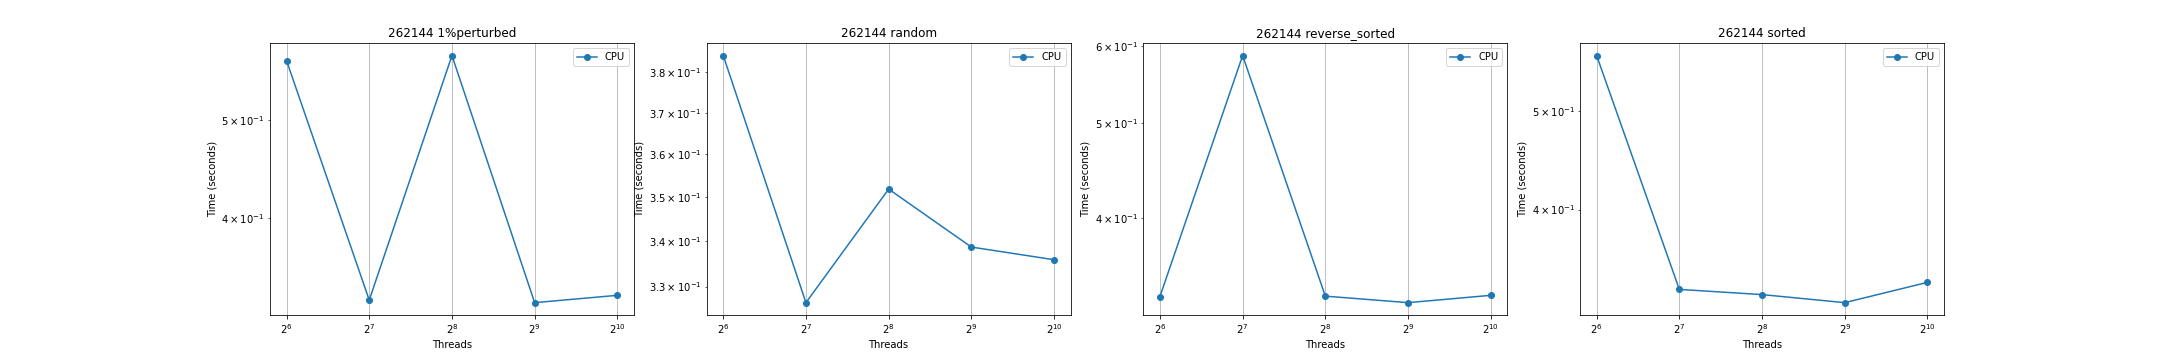 262144 1%perturbed
CPU
Time (seconds)
5 × 10⁻¹
4 × 10⁻¹
2⁶ 2⁷ 2⁸ 2⁹ 2¹⁰
Threads
262144 random
CPU
Time (seconds)
3.8 × 10⁻¹
3.7 × 10⁻¹
3.6 × 10⁻¹
3.5 × 10⁻¹
3.4 × 10⁻¹
3.3 × 10⁻¹
2⁶ 2⁷ 2⁸ 2⁹ 2¹⁰
Threads
262144 reverse_sorted
CPU
Time (seconds)
6 × 10⁻¹
5 × 10⁻¹
4 × 10⁻¹
2⁶ 2⁷ 2⁸ 2⁹ 2¹⁰
Threads
262144 sorted
CPU
Time (seconds)
5 × 10⁻¹
4 × 10⁻¹
2⁶ 2⁷ 2⁸ 2⁹ 2¹⁰
Threads